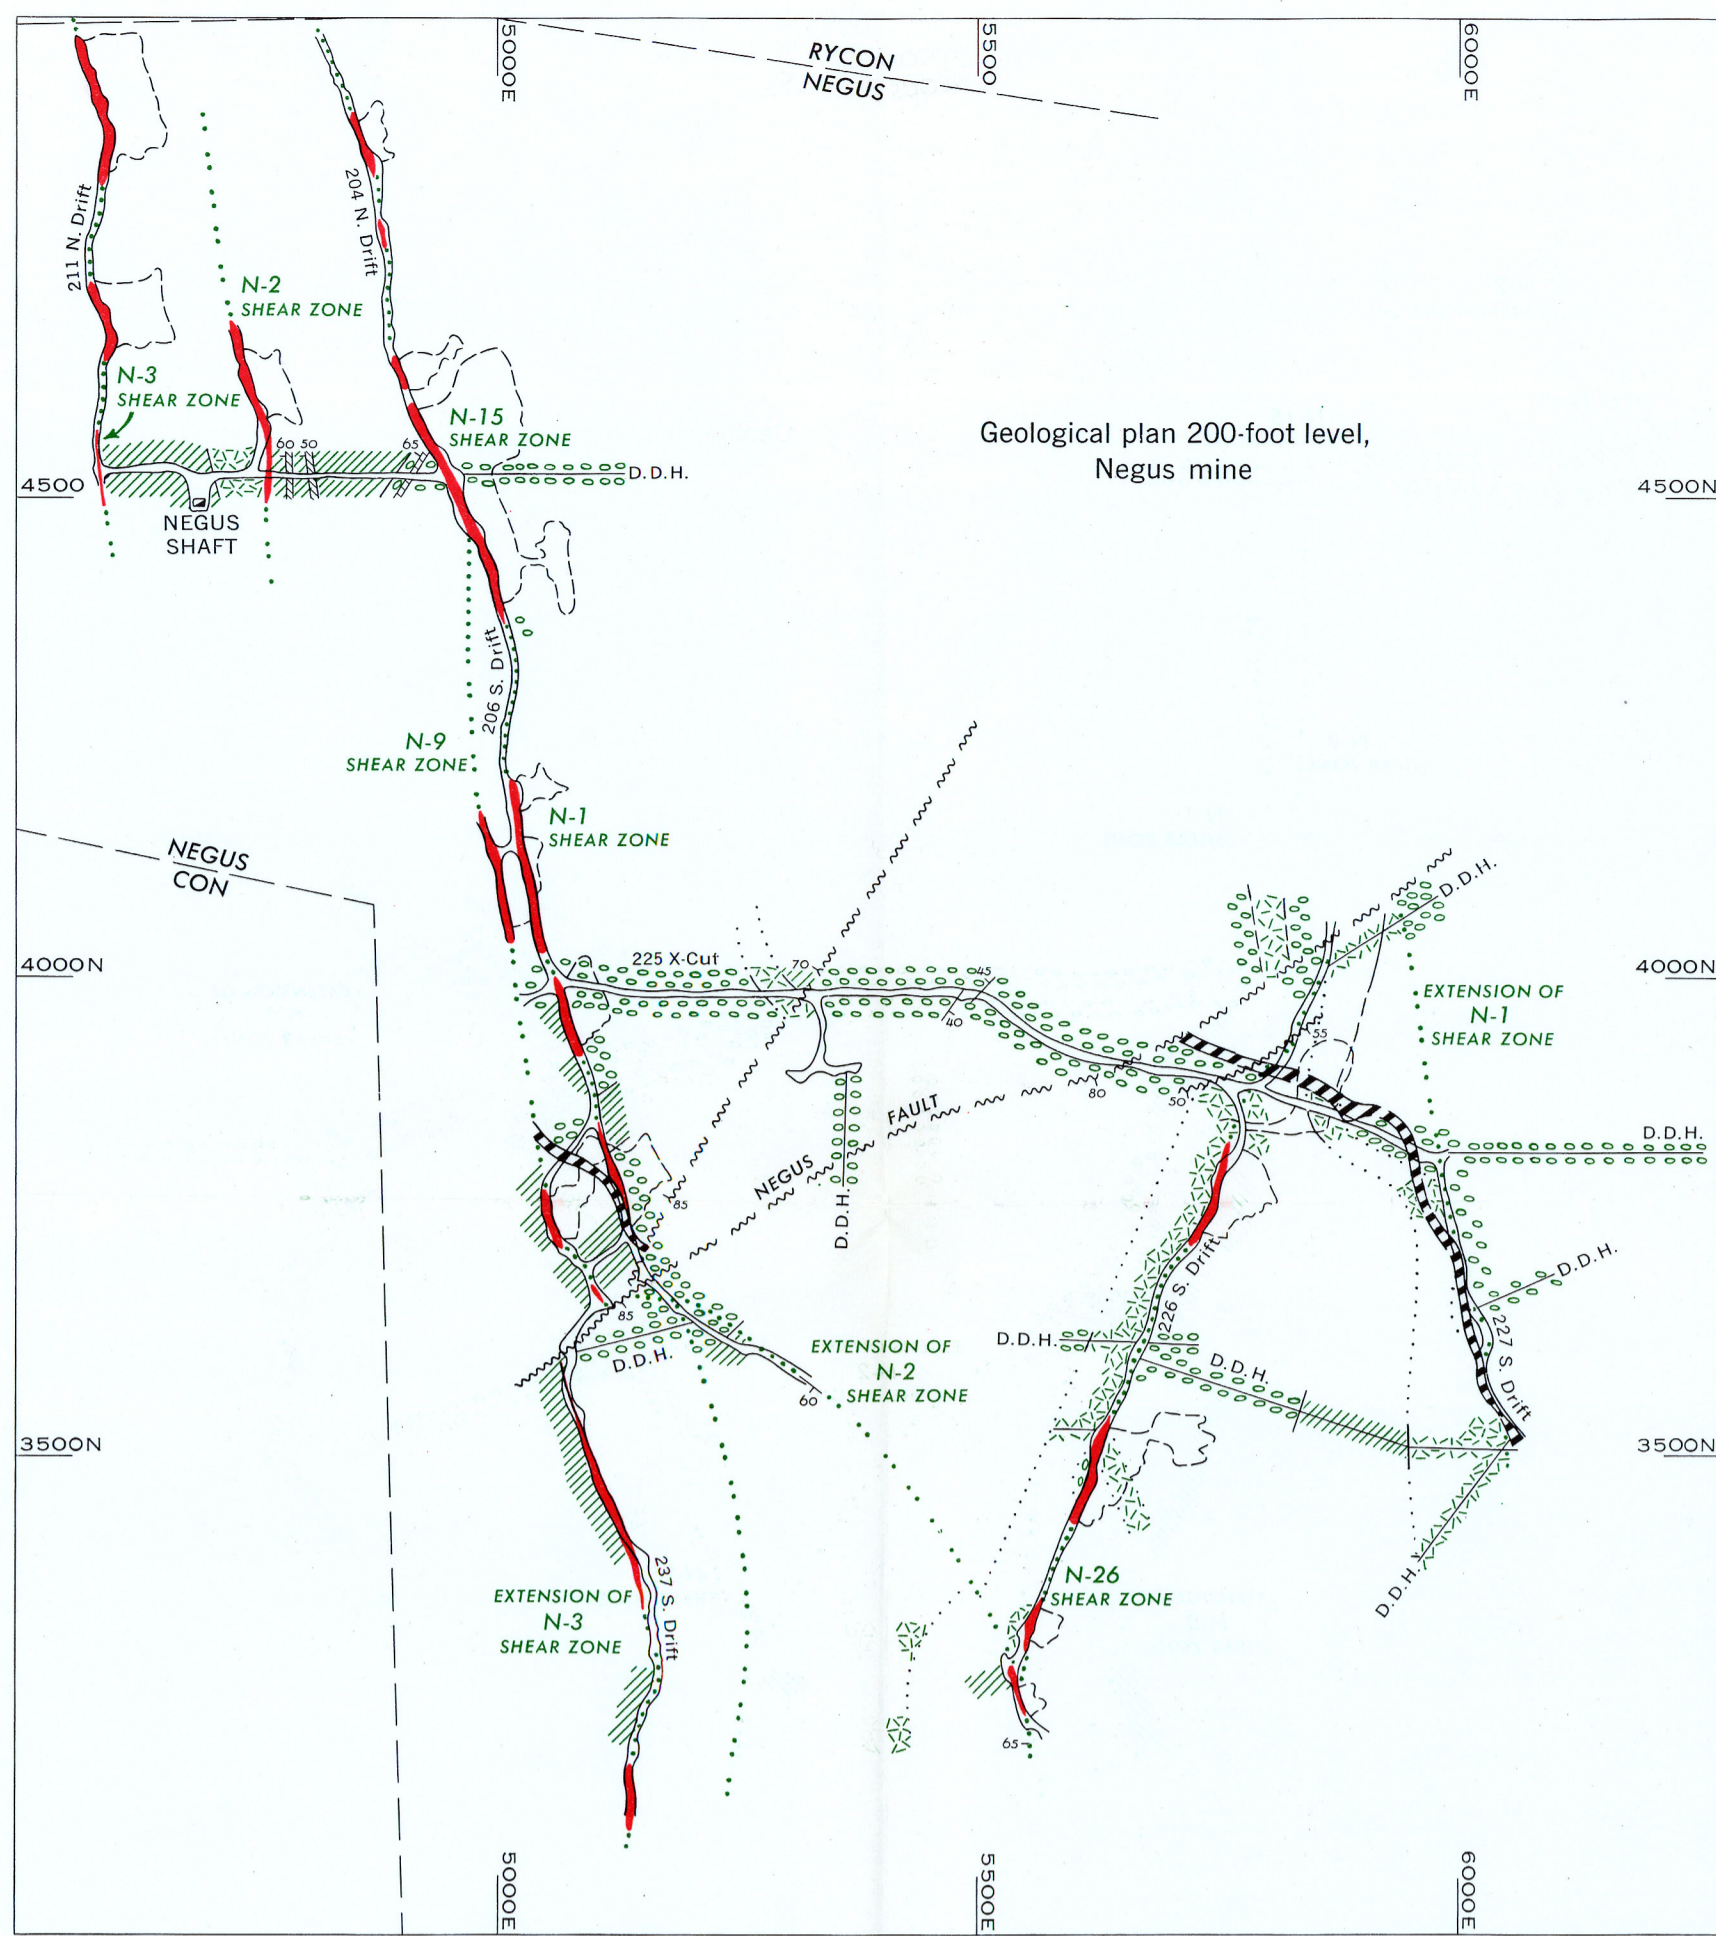 5000E
5500
6000E
RYCON
NEGUS
211 N. Drift
204 N. Drift
N-2
SHEAR ZONE
N-3
SHEAR ZONE
N-15
SHEAR ZONE
Geological plan 200-foot level,
Negus mine
60
50
65
D.D.H.
4500
4500N
NEGUS
SHAFT
206 S. Drift
N-9
SHEAR ZONE
N-1
SHEAR ZONE
NEGUS
CON
D.D.H.
225 X-Cut
70
45
40
4000N
4000N
EXTENSION OF
N-1
SHEAR ZONE
55
80
50
NEGUS FAULT
D.D.H.
D.D.H.
85
D.D.H.
226 S. Drift
227 S. Drift
85
D.D.H.
D.D.H.
D.D.H.
EXTENSION OF
N-2
SHEAR ZONE
60
3500N
3500N
N-26
SHEAR ZONE
D.D.H.
EXTENSION OF
N-3
SHEAR ZONE
237 S. Drift
65
5000E
5500E
6000E